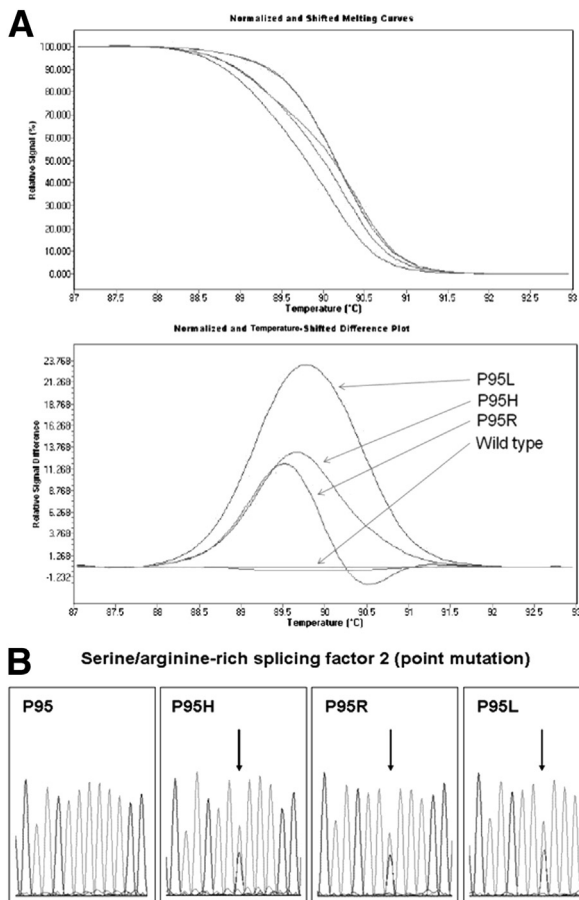 A
Normalized and Shifted Melting Curves
Relative Signal (%)
100.000
90.000
80.000
70.000
60.000
50.000
40.000
30.000
20.000
10.000
0.000
87 87.5 88 88.5 89 89.5 90 90.5 91 91.5 92 92.5 93
Temperature (°C)
Normalized and Temperature-Shifted Difference Plot
Relative Signal Difference
23.768
21.268
18.768
16.268
13.768
11.268
8.768
6.268
3.768
1.268
-1.232
P95L
P95H
P95R
Wild type
87 87.5 88 88.5 89 89.5 90 90.5 91 91.5 92 92.5 93
Temperature (°C)
B
Serine/arginine-rich splicing factor 2 (point mutation)
P95 P95H P95R P95L